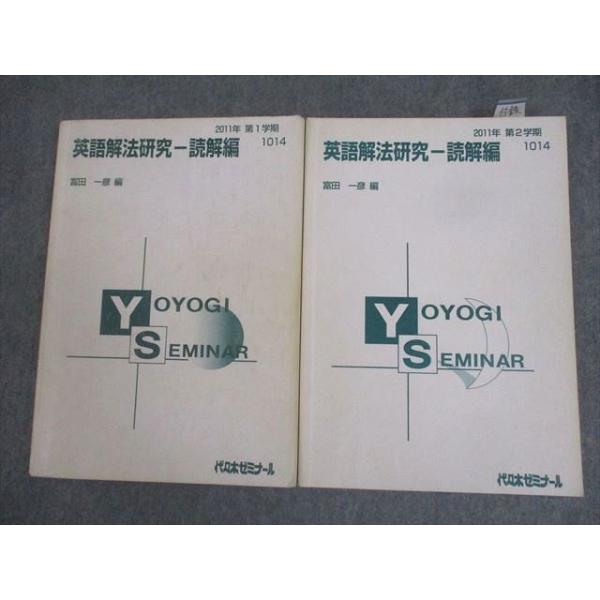 2011年 第1学期
英語解法研究ー読解編
1014
富田 一彦 編
YOYOGI
SEMINAR
代々木ゼミナール
2011年 第2学期
英語解法研究ー読解編
1014
富田 一彦 編
YOYOGI
SEMINAR
代々木ゼミナール